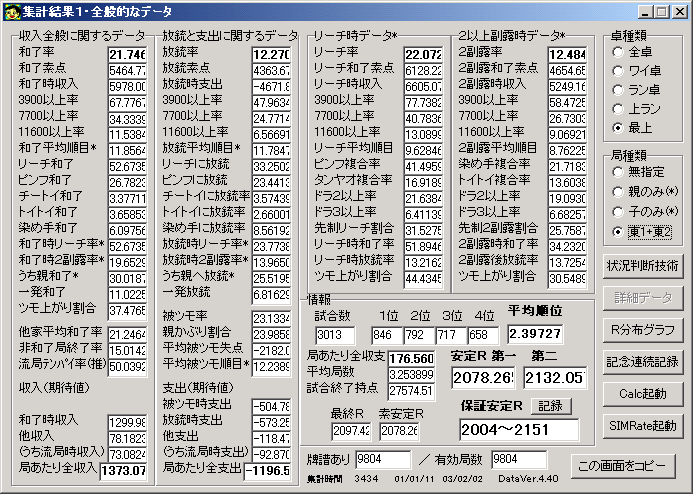 集計結果1・全般的なデータ
収入全般に関するデータ
和了率 21.746
和了素点 5464.77
和了時収入 5978.00
3900以上率 67.7767
7700以上率 34.3339
11600以上率 11.5384
和了平均順目* 11.8564
リーチ和了 52.6735
ピンフ和了 26.7823
チートイ和了 3.37711
トイトイ和了 3.65853
染め和了 6.09756
和了時リーチ率* 52.6735
和了時2副露率* 19.6529
うち親和了* 30.0187
一発和了 11.0225
ツモ上がり割合 37.4765
他家平均和了率 21.2464
非和了局終了率 15.0142
流局テンパイ率(推) 50.0392
収入(期待値)
和了時収入 1299.98
他収入 78.1823
(うち流局時収入) 73.0824
局あたり全収入 1373.07
放銃と支出に関するデータ
放銃率 12.270
放銃素点 4363.67
放銃時支出 -4671.8
3900以上率 47.9634
7700以上率 24.7714
11600以上率 6.56691
放銃平均順目* 11.7847
リーチに放銃 33.2502
ピンフに放銃 23.4413
チートイに放銃率 3.57439
トイトイに放銃率 2.66001
染め手に放銃率 8.56192
放銃時リーチ率* 23.7738
放銃時2副露率* 13.9650
うち親へ放銃* 25.5195
一発放銃 6.81629
被ツモ率 23.1334
親かぶり割合 23.9858
平均被ツモ失点 -2182.0
平均被ツモ順目* 12.2389
支出(期待値)
被ツモ時支出 -504.78
放銃時支出 -573.25
他支出 -118.47
(うち流局時支出) -92.870
局あたり全支出 -1196.5
リーチ時データ*
リーチ率 22.072
リーチ和了素点 6128.22
リーチ時収入 6605.07
3900以上率 77.7382
7700以上率 40.7836
11600以上率 13.0899
リーチ平均順目 9.62846
ピンフ複合率 41.4959
タンヤオ複合率 16.9189
ドラ2以上率 21.6384
ドラ3以上率 6.41139
先制リーチ割合 31.5275
リーチ時和了率 51.8946
リーチ時放銃率 13.2162
ツモ上がり割合 44.4345
2以上副露時データ*
2副露率 12.484
2副露和了素点 4654.65
2副露時収入 5249.16
3900以上率 58.4725
7700以上率 26.7303
11600以上率 9.06921
2副露平均順目 10.5883
染め手複合率 21.7183
トイトイ複合率 13.6038
ドラ2以上率 19.0930
ドラ3以上率 6.68257
先制2副露割合 25.7587
2副露時和了率 34.2320
2副露後放銃率 13.7254
ツモ上がり割合 30.5489
情報
試合数 1位 2位 3位 4位 平均順位
3013 846 792 717 658 2.39727
局あたり全収支 176.560 安定R 第一 第二
平均局数 3.253899 2078.26 2132.05
試合終了持点 27574.51
最終R 素安定R 保証安定R 記録
2097.42 2078.26 2004～2151
牌譜あり 9804 / 有効局数 9804
集計時間 3434 01/01/11 03/02/02 DataVer.4.40
卓種類
全卓
ワイ卓
ラン卓
上ラン
最上
局種類
無指定
親のみ(*)
子のみ(*)
東1+東2
状況判断技術
詳細データ
R分布グラフ
記念連続記録
Calc起動
SIMRate起動
この画面をコピー